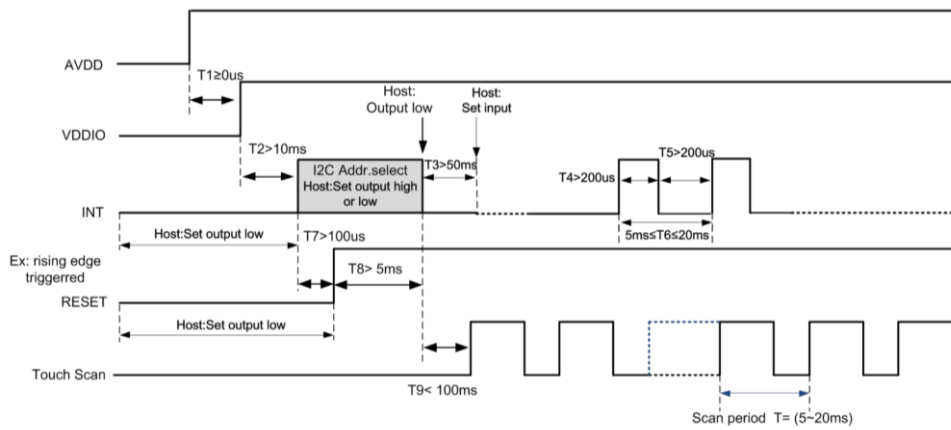 AVDD
T1≥0us
Host:
Output low
Host:
Set input
VDDIO
T2>10ms
I2C Addr.select
Host:Set output high
or low
T3>50ms
T4>200us
T5>200us
INT
5ms≤T6≤20ms
Host:Set output low
T7>100us
Ex: rising edge
triggerred
T8> 5ms
RESET
Host:Set output low
Touch Scan
T9< 100ms
Scan period T= (5~20ms)